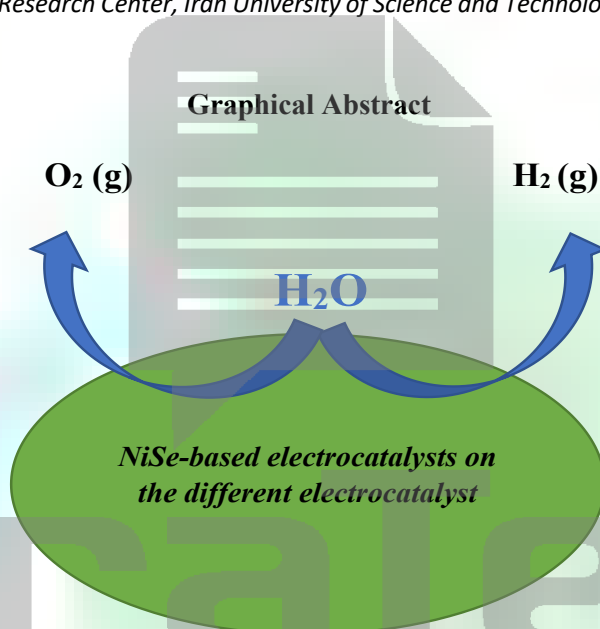 Research Center, Iran University of Science and Technolo
Graphical Abstract
O₂ (g)
H₂ (g)
H₂O
NiSe-based electrocatalysts on
the different electrocatalyst